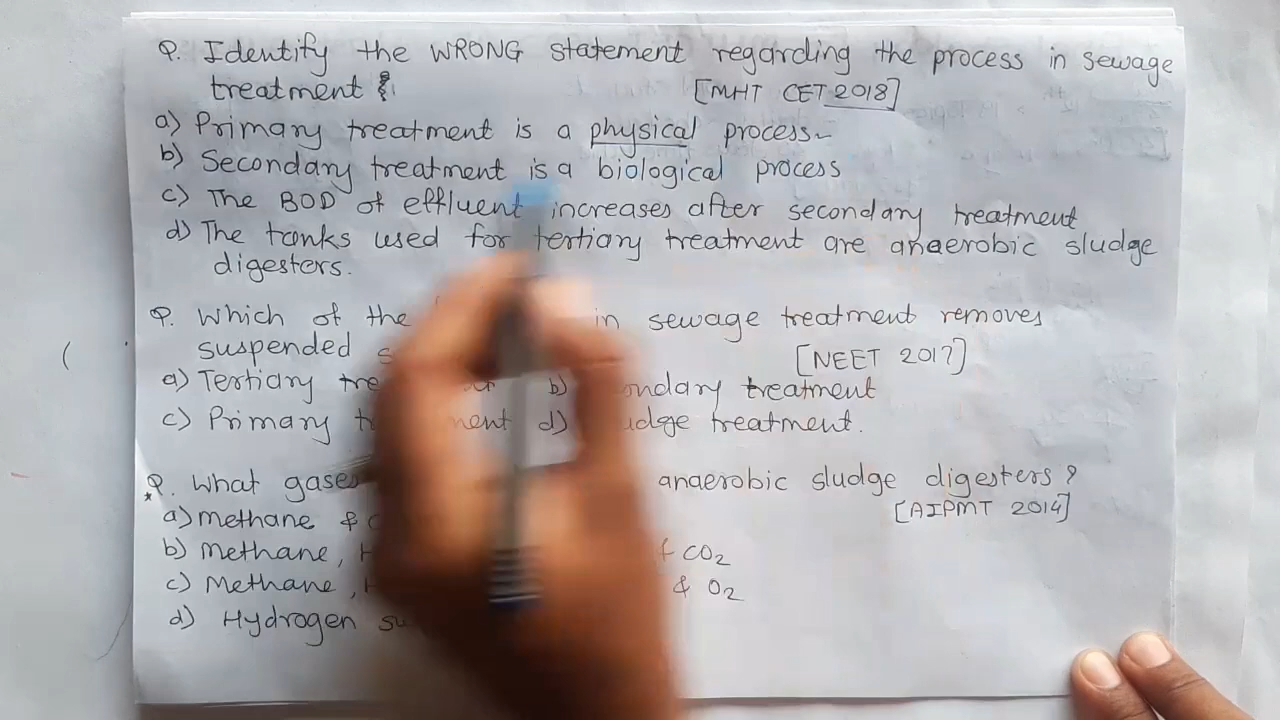 Q. Identify the WRONG statement regarding the process in sewage
treatment
[MHT CET 2018]
a) Primary treatment is a physical process
b) Secondary treatment is a biological process
c) The BOD of effluent increases after secondary treatment
d) The tanks used for tertiary treatment are anaerobic sludge
digesters.
Q. Which of the in sewage treatment removes
suspended
[NEET 2017]
a) Tertiary b) treatment
c) Primary d) treatment.
Q. What gases anaerobic sludge digesters?
[AIPMT 2014]
a) methane &
b) Methane, & CO2
c) Methane, & O2
d) Hydrogen